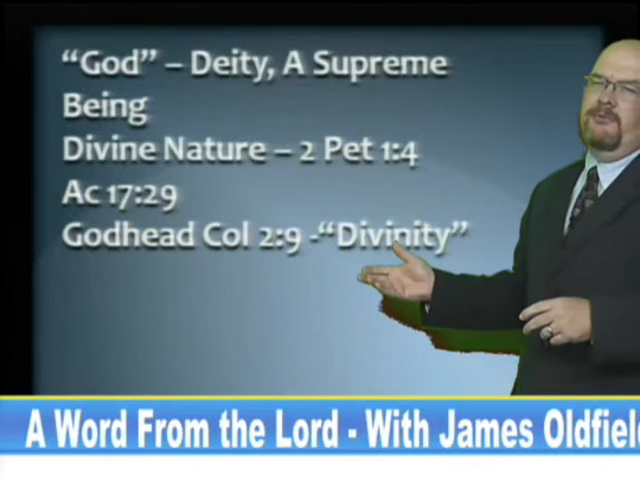 “God” – Deity, A Supreme
Being
Divine Nature – 2 Pet 1:4
Ac 17:29
Godhead Col 2:9 -“Divinity”
A Word From the Lord - With James Oldfiel